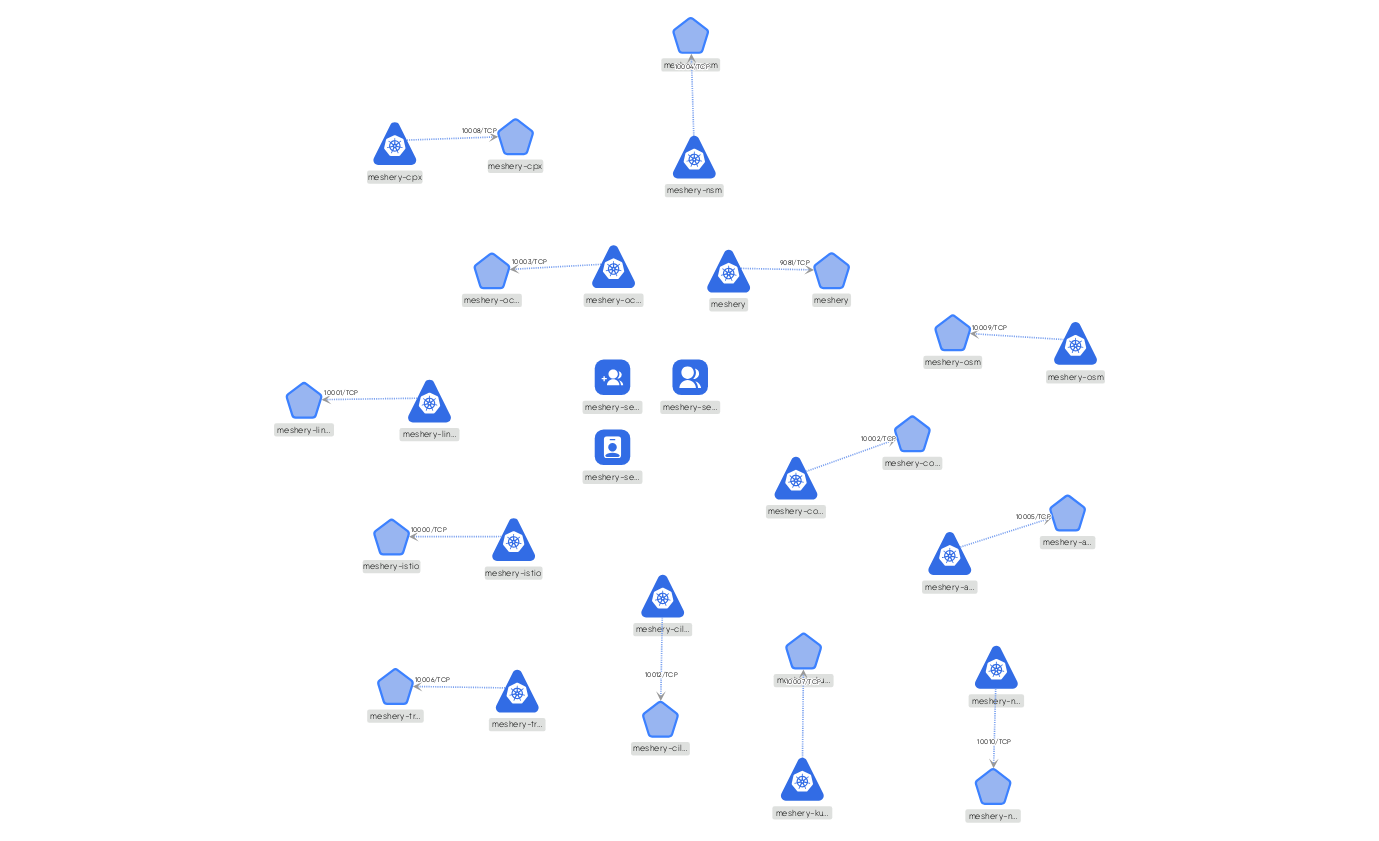 10004/TCP
10008/TCP
meshery-cpx
meshery-cpx
meshery-nsm
10003/TCP
9081/TCP
meshery-oc...
meshery-oc...
meshery
meshery
10009/TCP
meshery-osm
meshery-osm
10001/TCP
meshery-lin...
meshery-lin...
meshery-se...
meshery-se...
meshery-se...
10002/TCP
meshery-co...
meshery-co...
10005/TCP
meshery-a...
meshery-a...
10000/TCP
meshery-istio
meshery-istio
meshery-cil...
10012/TCP
meshery-cil...
10006/TCP
meshery-tr...
meshery-tr...
10007/TCP
meshery-ku...
meshery-n...
10010/TCP
meshery-n...